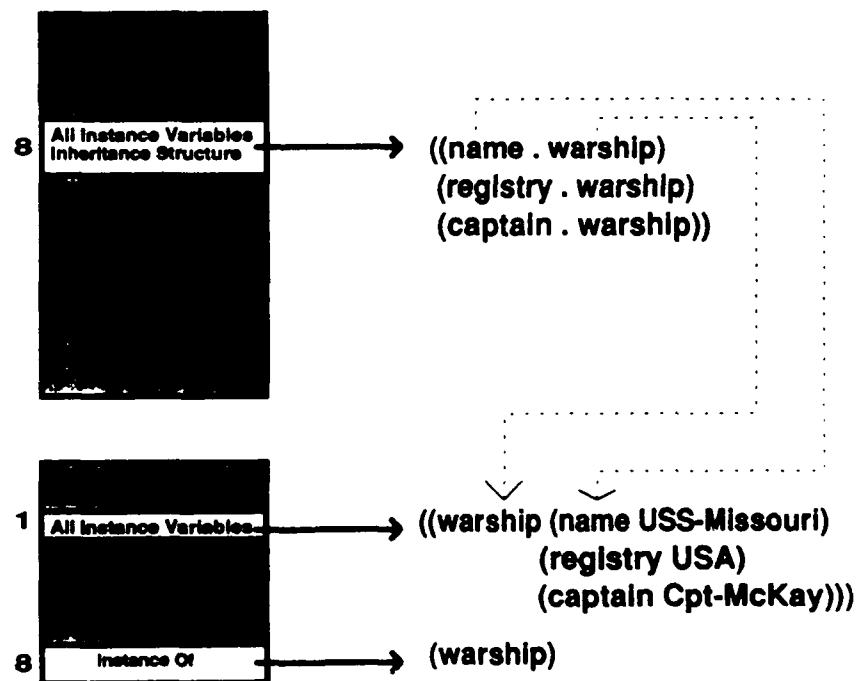 8 All Instance Variables
Inheritance Structure
((name . warship)
(registry . warship)
(captain . warship))
1 All Instance Variables ((warship (name USS-Missouri)
(registry USA)
(captain Cpt-McKay)))
8 Instance Of (warship)